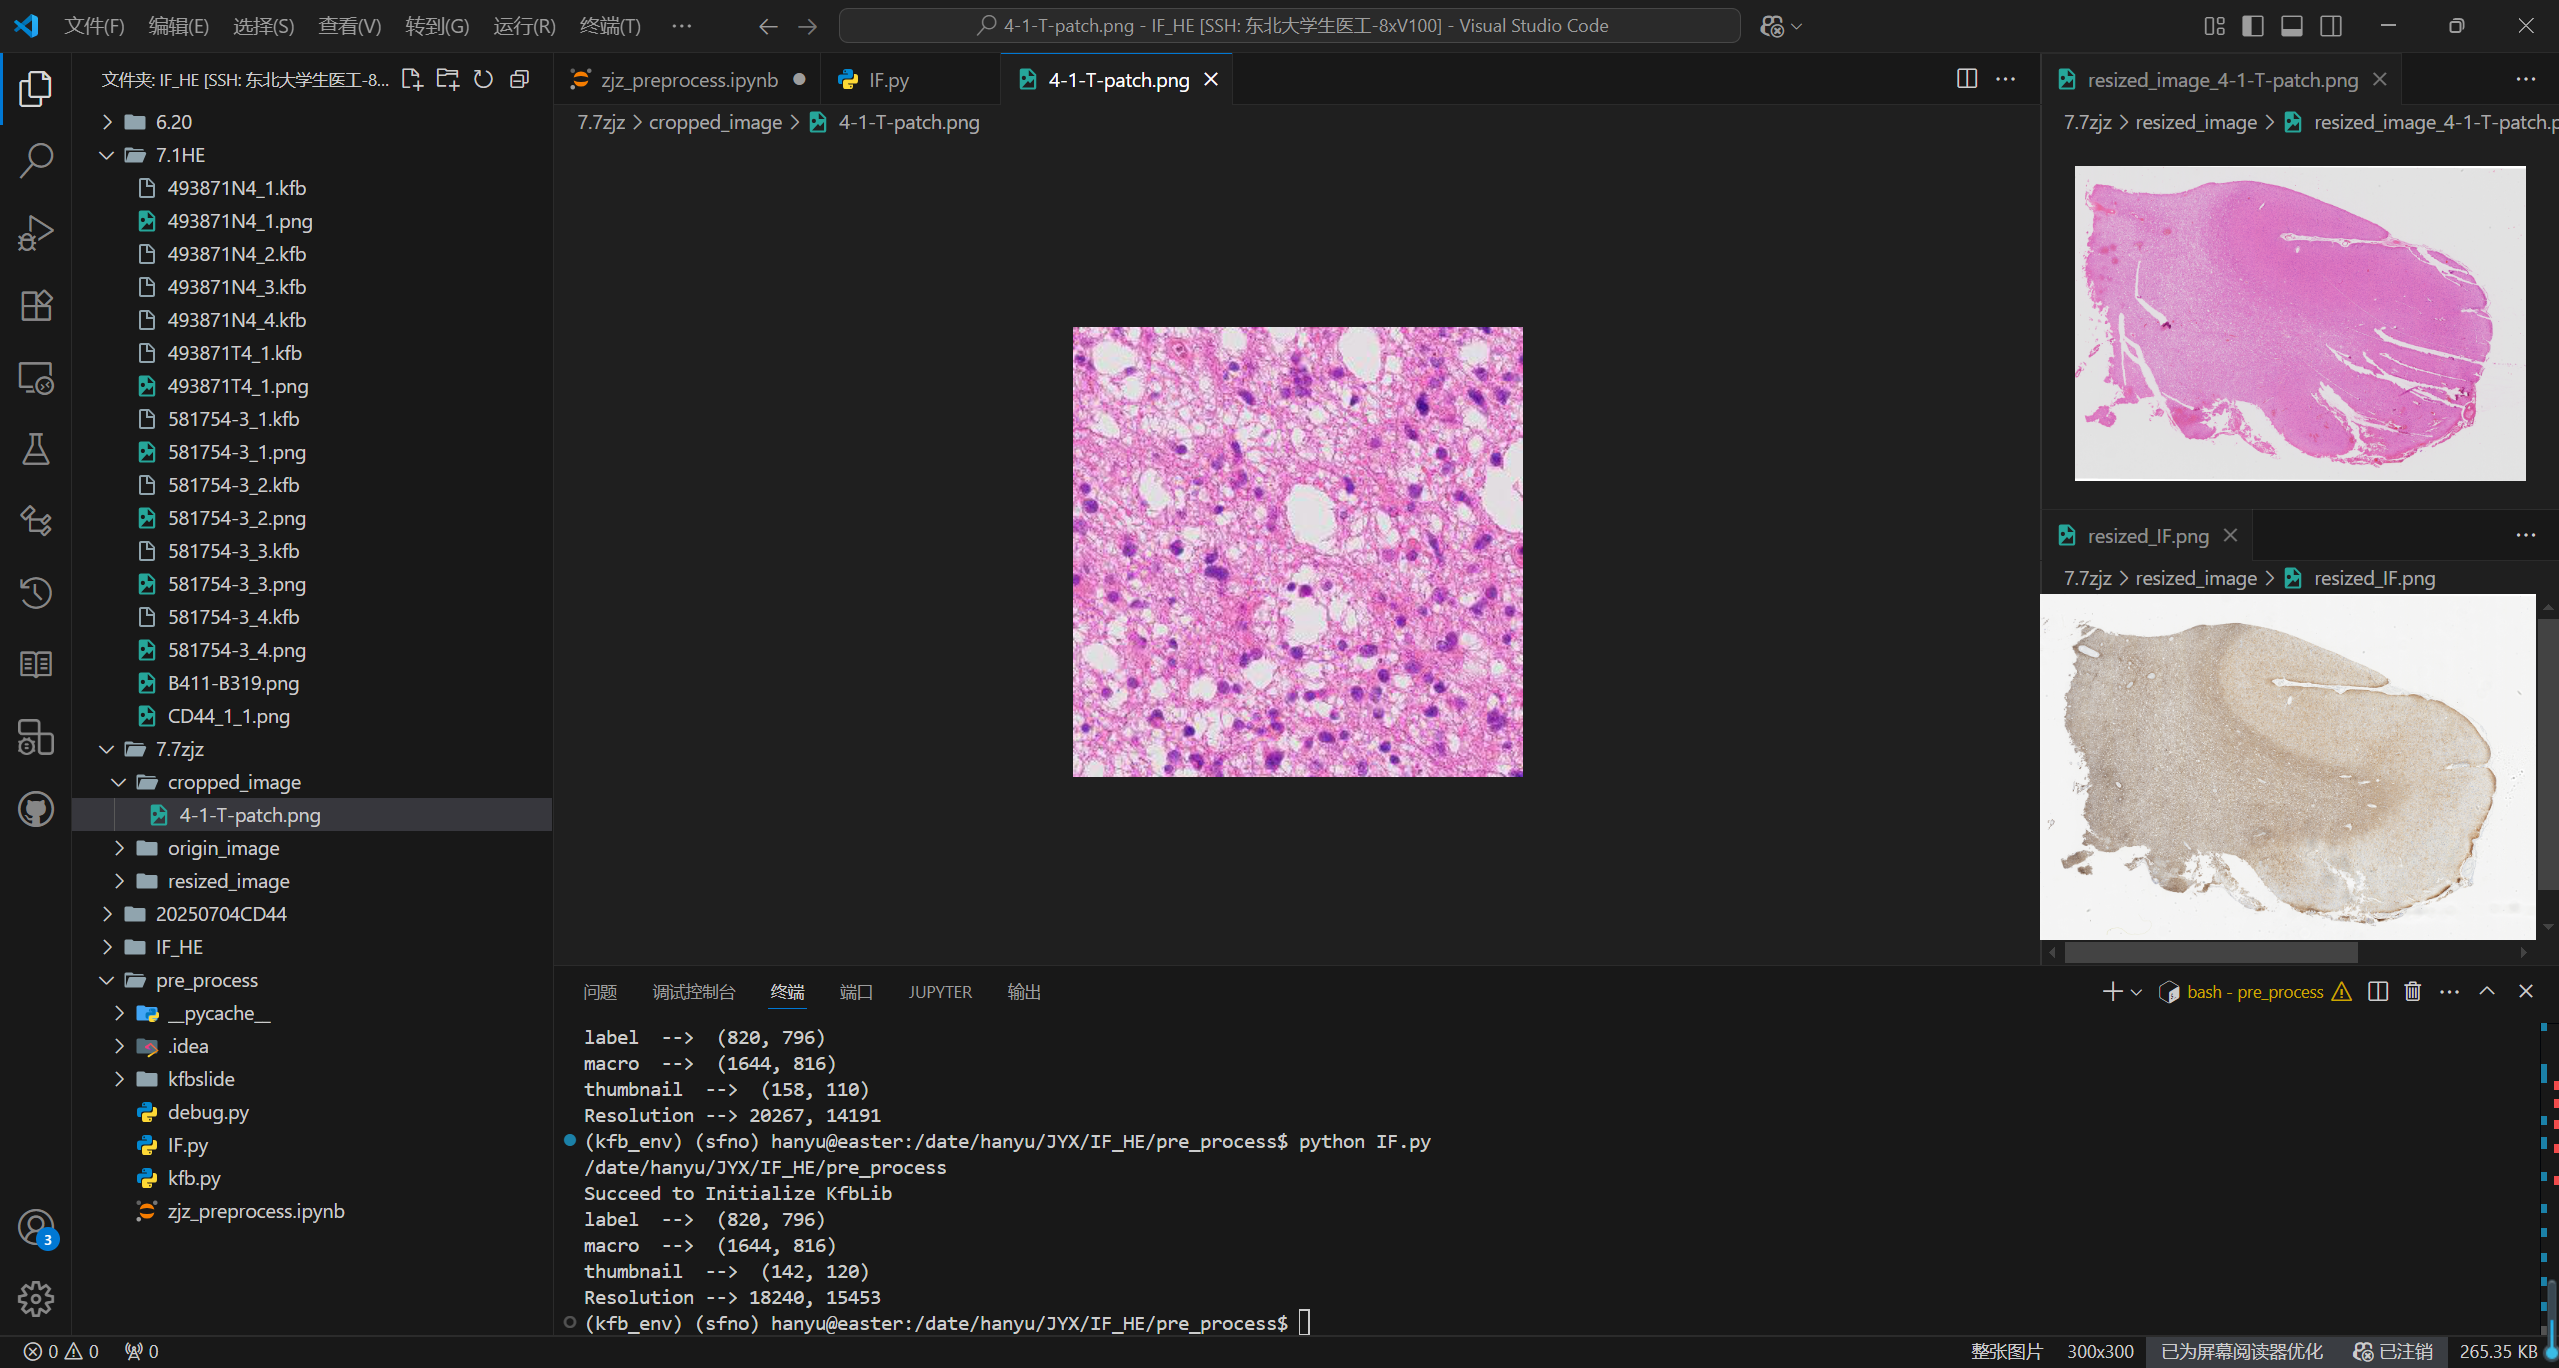 文件(F) 编辑(E) 选择(S) 查看(V) 转到(G) 运行(R) 终端(T) ···
4-1-T-patch.png - IF_HE [SSH: 东北大学生医工-8xV100] - Visual Studio Code
文件夹: IF_HE [SSH: 东北大学生医工-8...
6.20
7.1HE
493871N4_1.kfb
493871N4_1.png
493871N4_2.kfb
493871N4_3.kfb
493871N4_4.kfb
493871T4_1.kfb
493871T4_1.png
581754-3_1.kfb
581754-3_1.png
581754-3_2.kfb
581754-3_2.png
581754-3_3.kfb
581754-3_3.png
581754-3_4.kfb
581754-3_4.png
B411-B319.png
CD44_1_1.png
7.7zjz
cropped_image
4-1-T-patch.png
origin_image
resized_image
20250704CD44
IF_HE
pre_process
__pycache__
.idea
kfbslide
debug.py
IF.py
kfb.py
zjz_preprocess.ipynb
3
zjz_preprocess.ipynb
IF.py
4-1-T-patch.png
7.7zjz > cropped_image > 4-1-T-patch.png
resized_image_4-1-T-patch.png
7.7zjz > resized_image > resized_image_4-1-T-patch.p
resized_IF.png
7.7zjz > resized_image > resized_IF.png
问题 调试控制台 终端 端口 JUPYTER 输出
bash - pre_process
label  -->  (820, 796)
macro  -->  (1644, 816)
thumbnail  -->  (158, 110)
Resolution --> 20267, 14191
(kfb_env) (sfno) hanyu@easter:/date/hanyu/JYX/IF_HE/pre_process$ python IF.py
/date/hanyu/JYX/IF_HE/pre_process
Succeed to Initialize KfbLib
label  -->  (820, 796)
macro  -->  (1644, 816)
thumbnail  -->  (142, 120)
Resolution --> 18240, 15453
(kfb_env) (sfno) hanyu@easter:/date/hanyu/JYX/IF_HE/pre_process$
0 0 0
整张图片 300x300 已为屏幕阅读器优化 已注销 265.35 KB